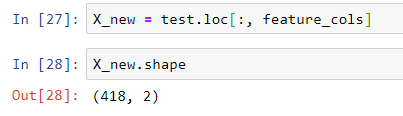 In [27]: X_new = test.loc[:, feature_cols]
In [28]: X_new.shape
Out[28]: (418, 2)